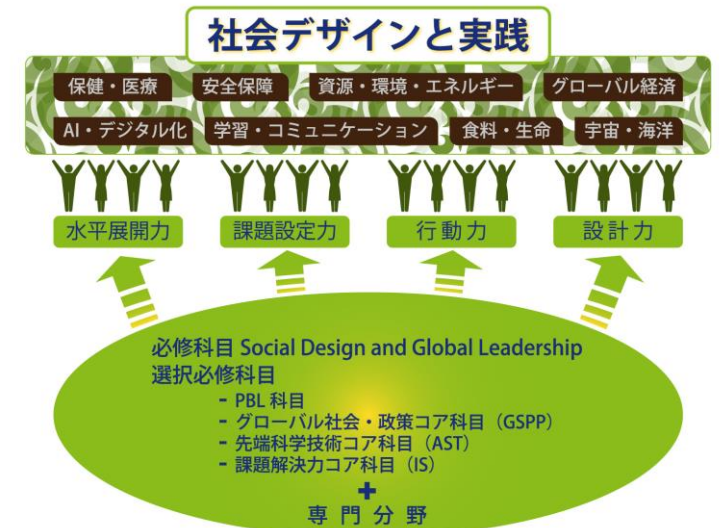 社会デザインと実践
保健・医療 安全保障 資源・環境・エネルギー グローバル経済
AI・デジタル化 学習・コミュニケーション 食料・生命 宇宙・海洋
水平展開力 課題設定力 行動力 設計力
必修科目 Social Design and Global Leadership
選択必修科目
- PBL 科目
- グローバル社会・政策コア科目（GSPP）
- 先端科学技術コア科目（AST）
- 課題解決力コア科目（IS）
+
専門分野